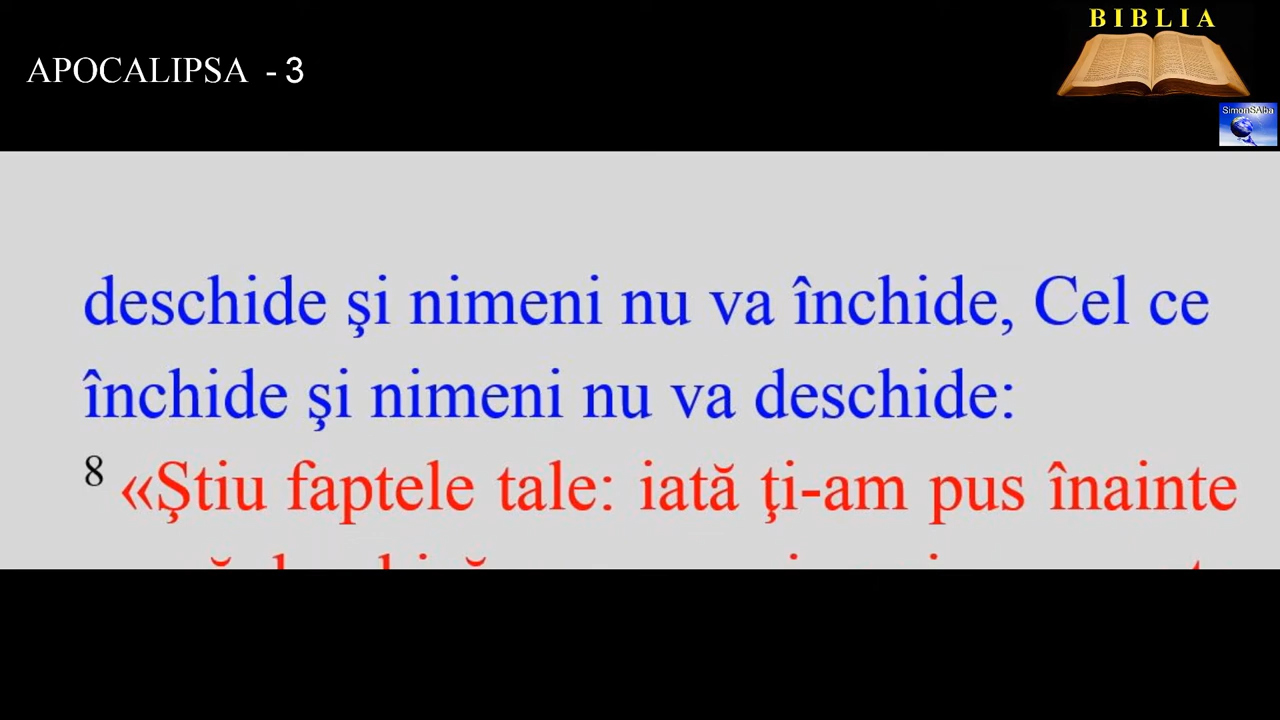 BIBLIA
APOCALIPSA - 3
SimonSAlba
deschide şi nimeni nu va închide, Cel ce
închide şi nimeni nu va deschide:
8 «Ştiu faptele tale: iată ţi-am pus înainte